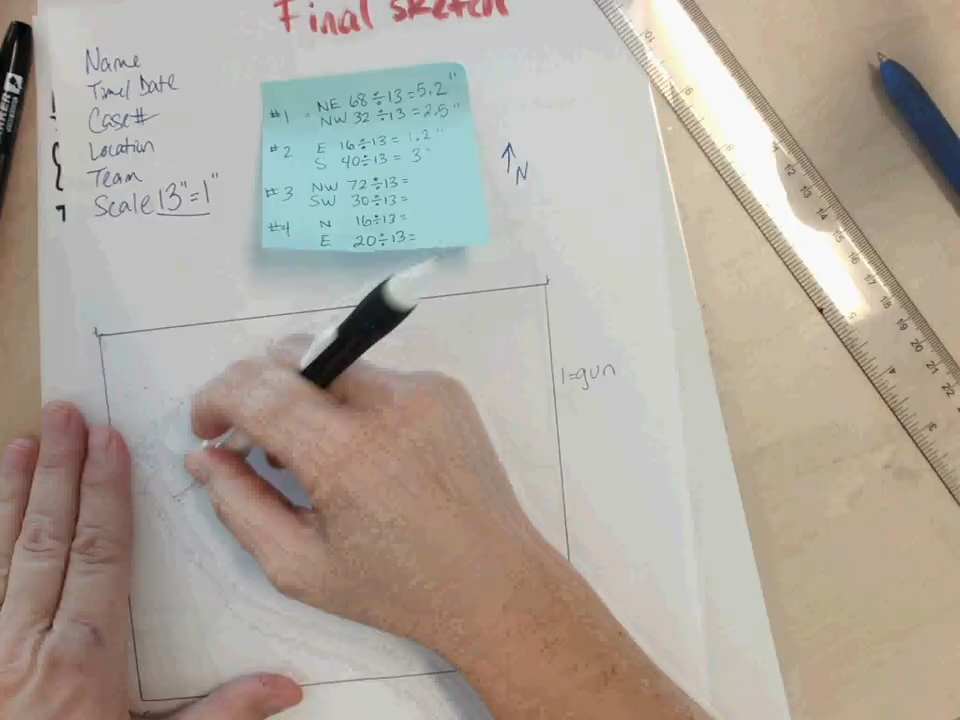 Final sketch
Name
Time/Date
Case#
Location
Team
Scale 13"=1"
#1 = NE 68÷13=5.2"
NW 32÷13=2.5"
#2 E 16÷13=1.2"
S 40÷13=3"
#3 NW 72÷13=
SW 30÷13=
#4 N 16÷13=
E 20÷13=
N
1=gun